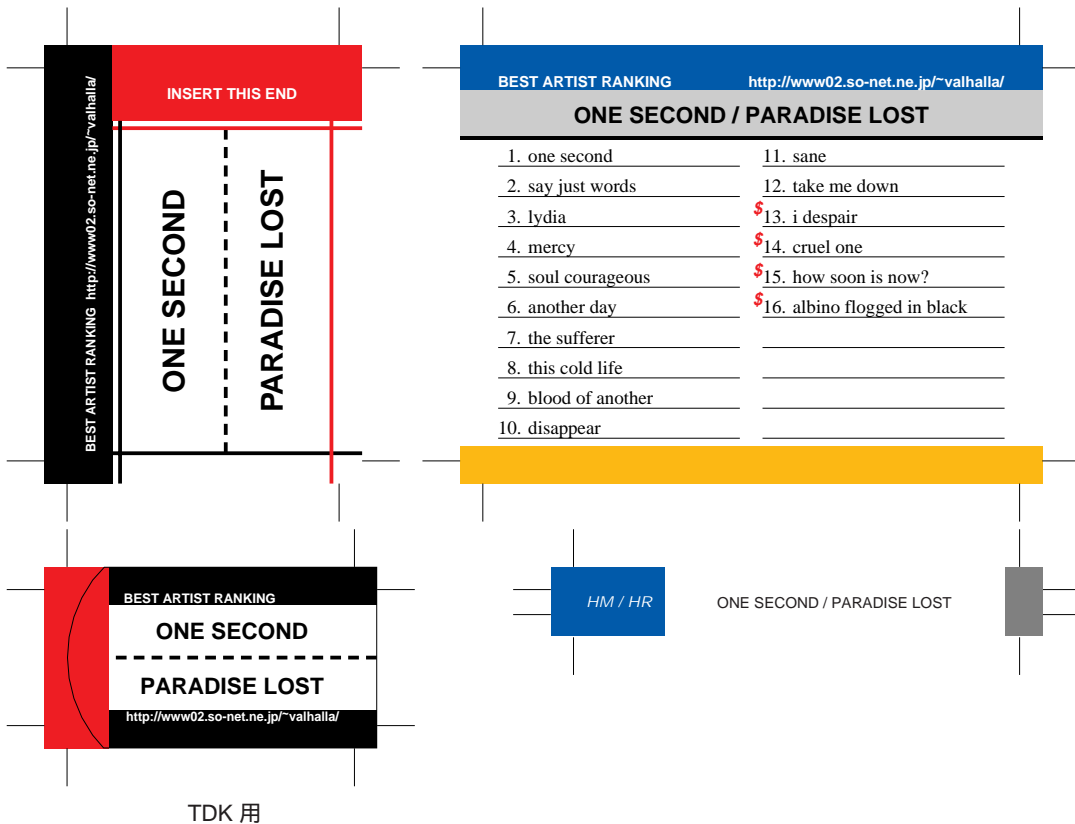 INSERT THIS END
BEST ARTIST RANKING http://www02.so-net.ne.jp/~valhalla/
ONE SECOND
PARADISE LOST
BEST ARTIST RANKING http://www02.so-net.ne.jp/~valhalla/
ONE SECOND / PARADISE LOST
1. one second
2. say just words
3. lydia
4. mercy
5. soul courageous
6. another day
7. the sufferer
8. this cold life
9. blood of another
10. disappear
11. sane
12. take me down
$13. i despair
$14. cruel one
$15. how soon is now?
$16. albino flogged in black
BEST ARTIST RANKING
ONE SECOND
PARADISE LOST
http://www02.so-net.ne.jp/~valhalla/
TDK 用
HM / HR
ONE SECOND / PARADISE LOST